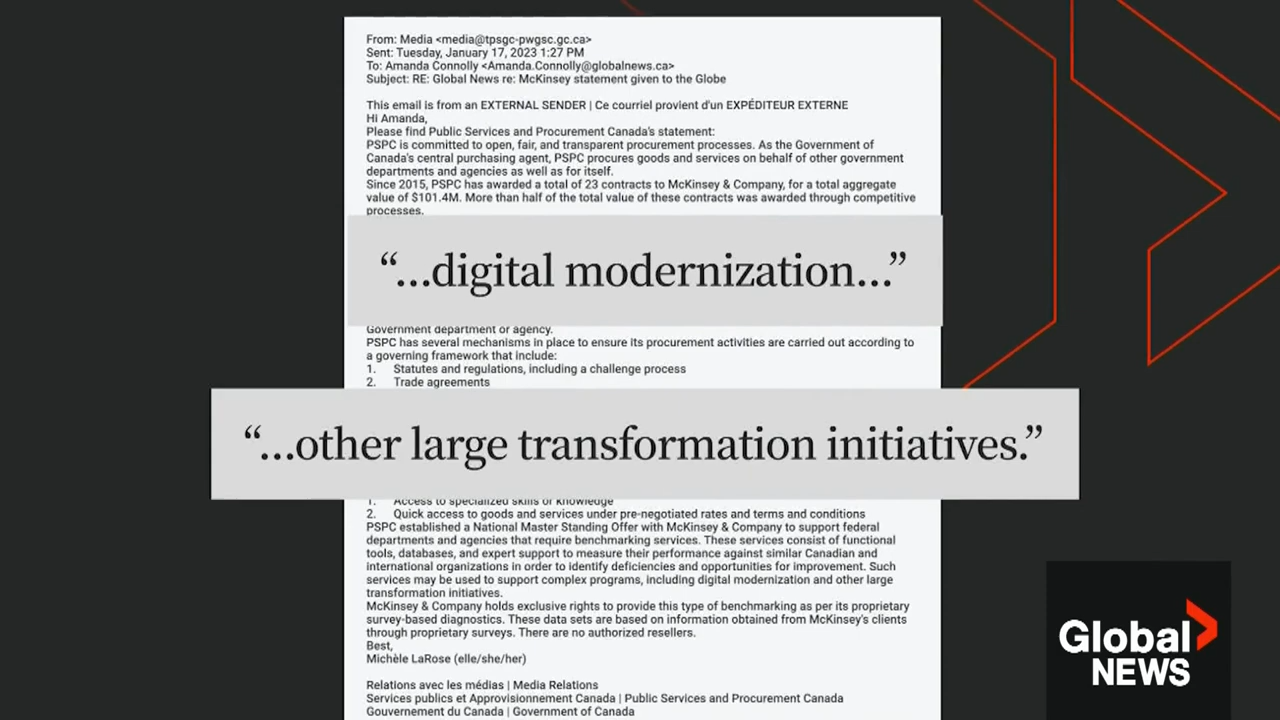 From: Media <media@tpsgc-pwgsc.gc.ca>
Sent: Tuesday, January 17, 2023 1:27 PM
To: Amanda Connolly <Amanda.Connolly@globalnews.ca>
Subject: RE: Global News re: McKinsey statement given to the Globe
This email is from an EXTERNAL SENDER | Ce courriel provient d'un EXPÉDITEUR EXTERNE
Hi Amanda,
Please find Public Services and Procurement Canada's statement:
PSPC is committed to open, fair, and transparent procurement processes. As the Government of
Canada's central purchasing agent, PSPC procures goods and services on behalf of other government
departments and agencies as well as for itself.
Since 2015, PSPC has awarded a total of 23 contracts to McKinsey & Company, for a total aggregate
value of $101.4M. More than half of the total value of these contracts was awarded through competitive
processes.
“...digital modernization...”
Government department or agency.
PSPC has several mechanisms in place to ensure its procurement activities are carried out according to
a governing framework that include:
1. Statutes and regulations, including a challenge process
2. Trade agreements
“...other large transformation initiatives.”
1. Access to specialized skills or knowledge
2. Quick access to goods and services under pre-negotiated rates and terms and conditions
PSPC established a National Master Standing Offer with McKinsey & Company to support federal
departments and agencies that require benchmarking services. These services consist of functional
tools, databases, and expert support to measure their performance against similar Canadian and
international organizations in order to identify deficiencies and opportunities for improvement. Such
services may be used to support complex programs, including digital modernization and other large
transformation initiatives.
McKinsey & Company holds exclusive rights to provide this type of benchmarking as per its proprietary
survey-based diagnostics. These data sets are based on information obtained from McKinsey's clients
through proprietary surveys. There are no authorized resellers.
Best,
Michèle LaRose (elle/she/her)
Relations avec les médias | Media Relations
Services publics et Approvisionnement Canada | Public Services and Procurement Canada
Gouvernement du Canada | Government of Canada
Global
NEWS